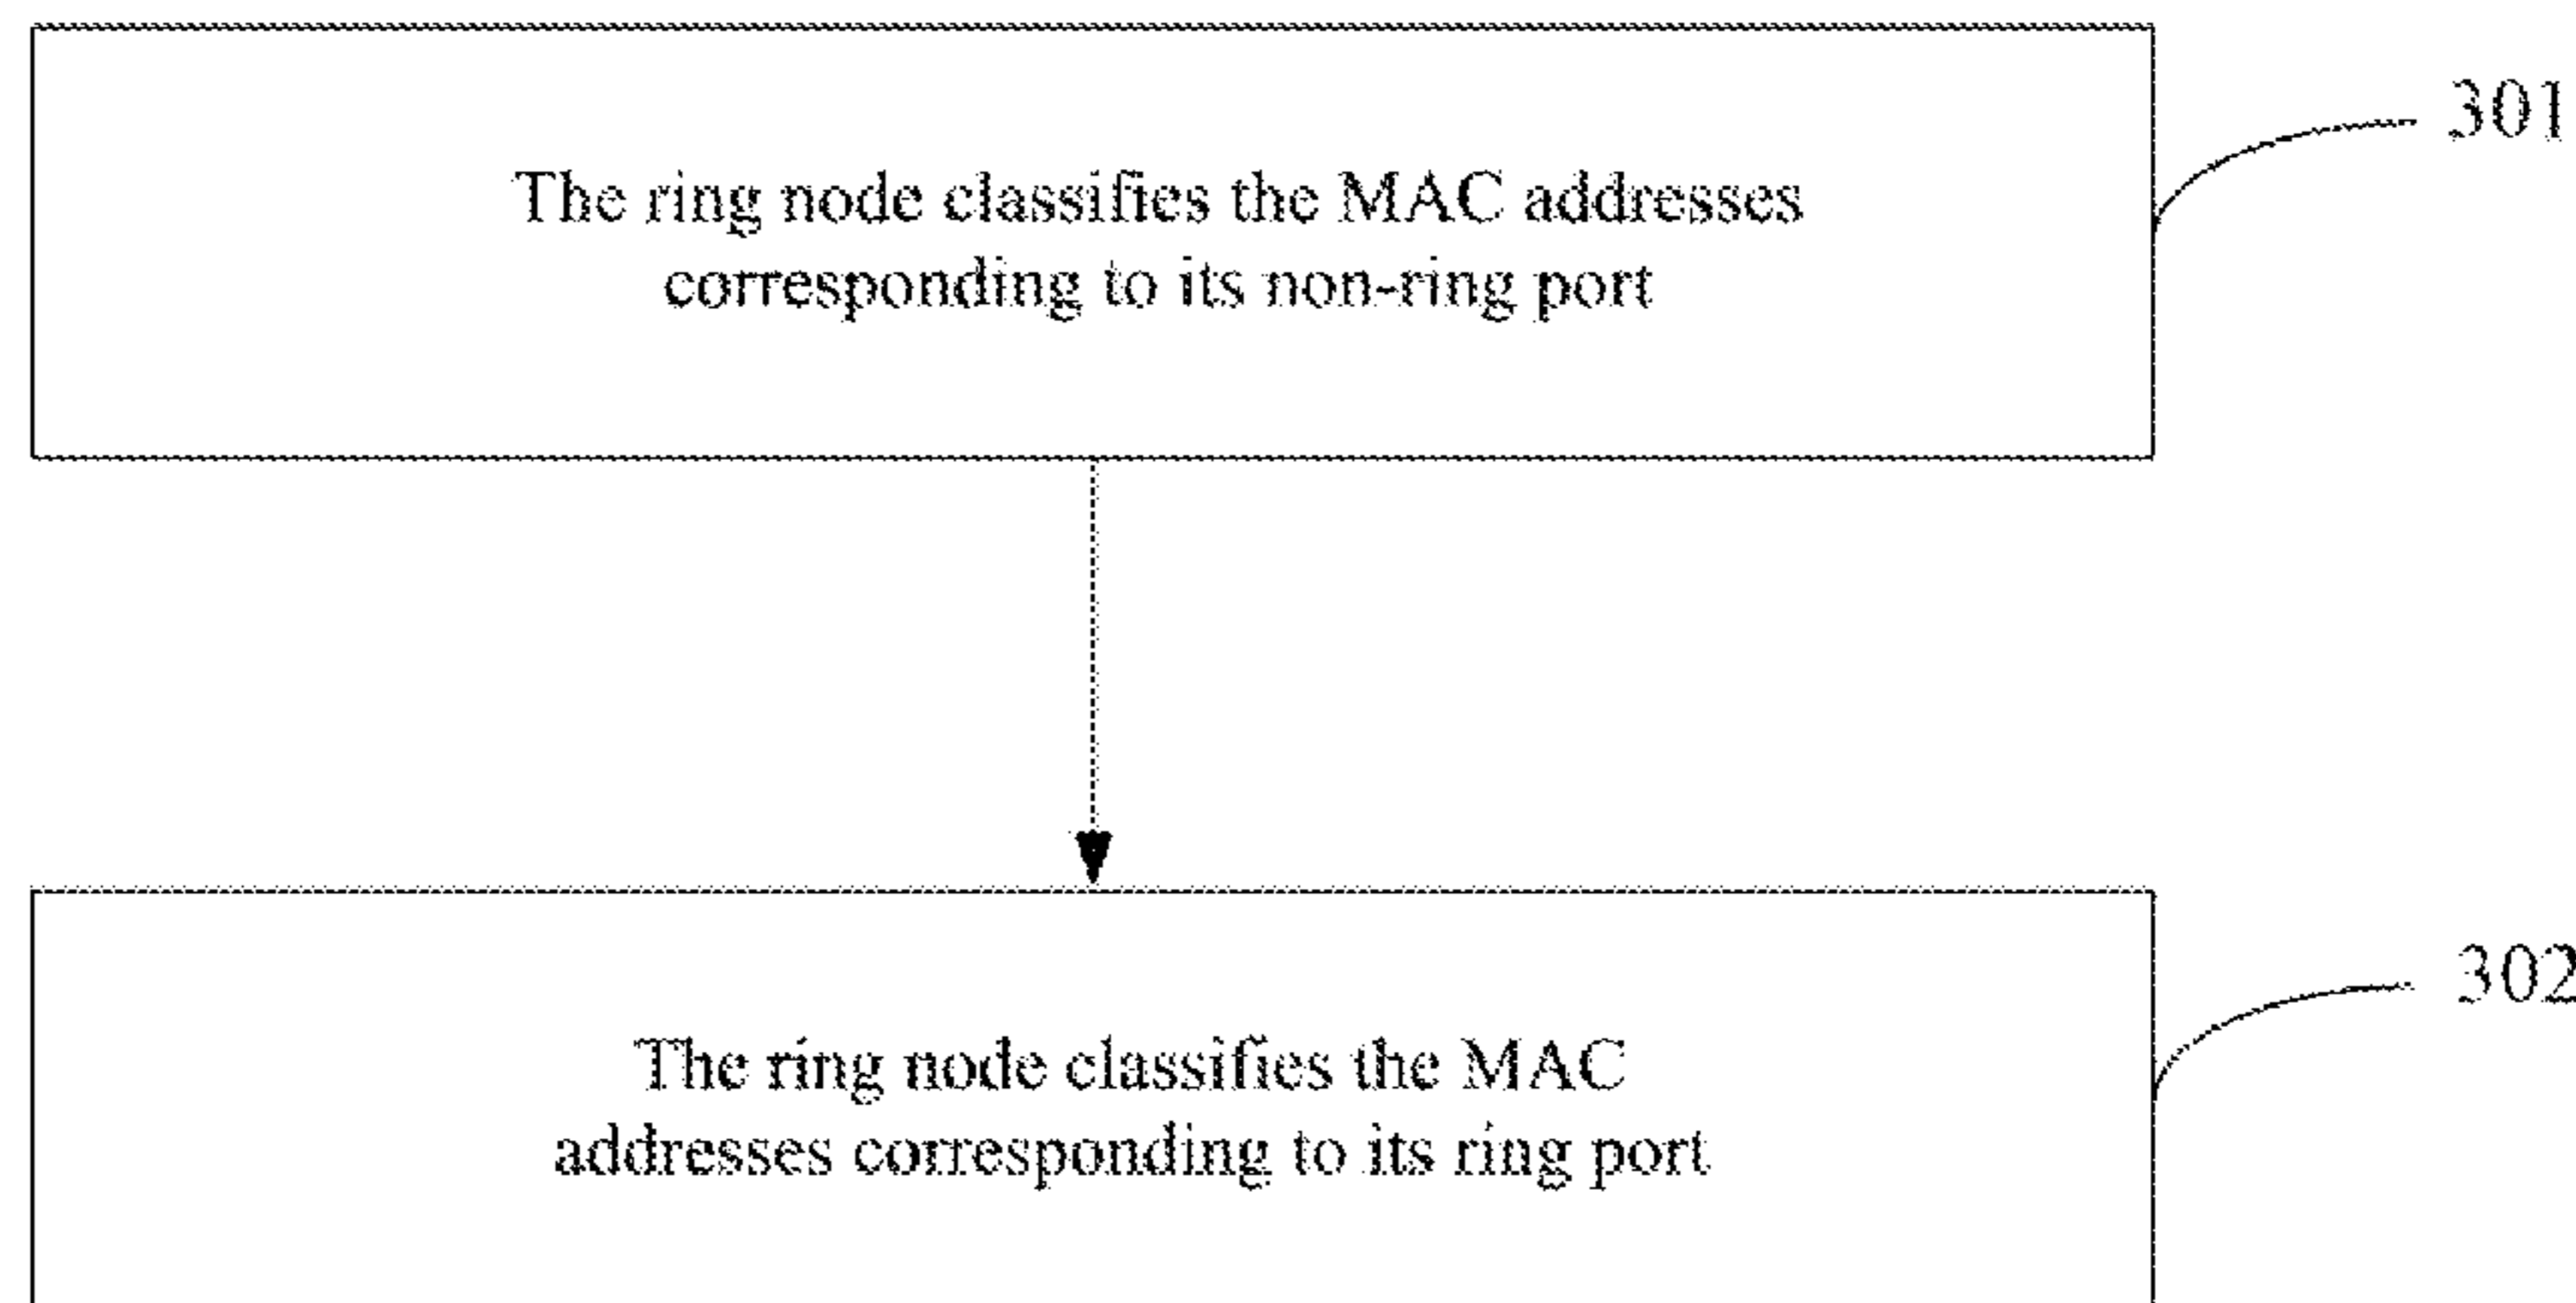 The ring node classifies the MAC addresses
corresponding to its non-ring port
301
The ring node classifies the MAC
addresses corresponding to its ring port
302